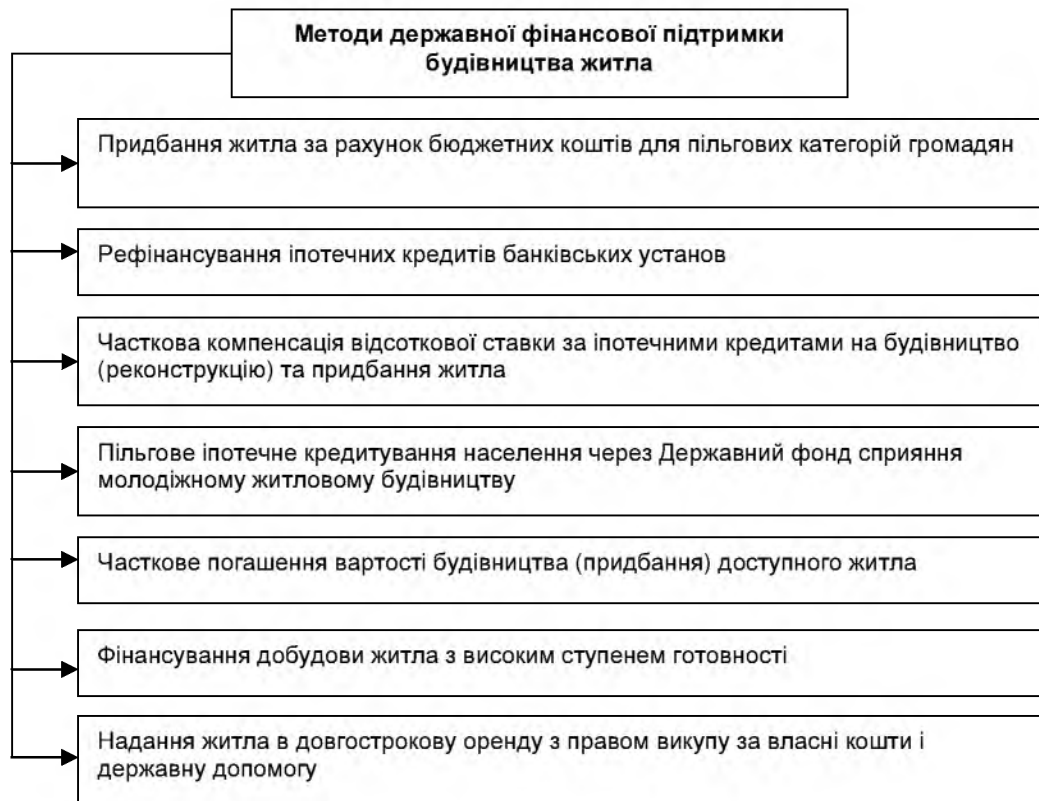 Методи державної фінансової підтримки
будівництва житла
Придбання житла за рахунок бюджетних коштів для пільгових категорій громадян
Рефінансування іпотечних кредитів банківських установ
Часткова компенсація відсоткової ставки за іпотечними кредитами на будівництво
(реконструкцію) та придбання житла
Пільгове іпотечне кредитування населення через Державний фонд сприяння
молодіжному житловому будівництву
Часткове погашення вартості будівництва (придбання) доступного житла
Фінансування добудови житла з високим ступенем готовності
Надання житла в довгострокову оренду з правом викупу за власні кошти і
державну допомогу